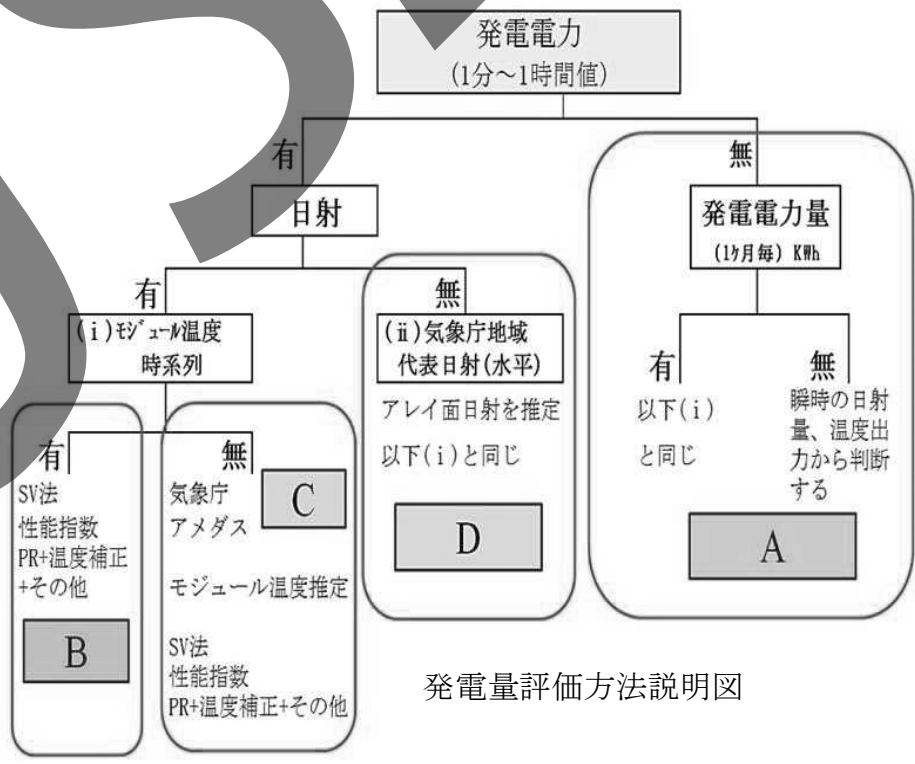 発電電力
(1分～1時間値)
有
無
日射
発電電力量
(1ケ月毎) KWh
有
無
(ⅰ)モジュール温度
時系列
(ⅱ)気象庁地域
代表日射(水平)
アレイ面日射を推定
以下(ⅰ)と同じ
D
有
以下(ⅰ)
と同じ
無
瞬時の日射
量、温度出
力から判断
する
A
有
SV法
性能指数
PR+温度補正
+その他
B
無
気象庁
アメダス
C
モジュール温度推定
SV法
性能指数
PR+温度補正+その他
発電量評価方法説明図